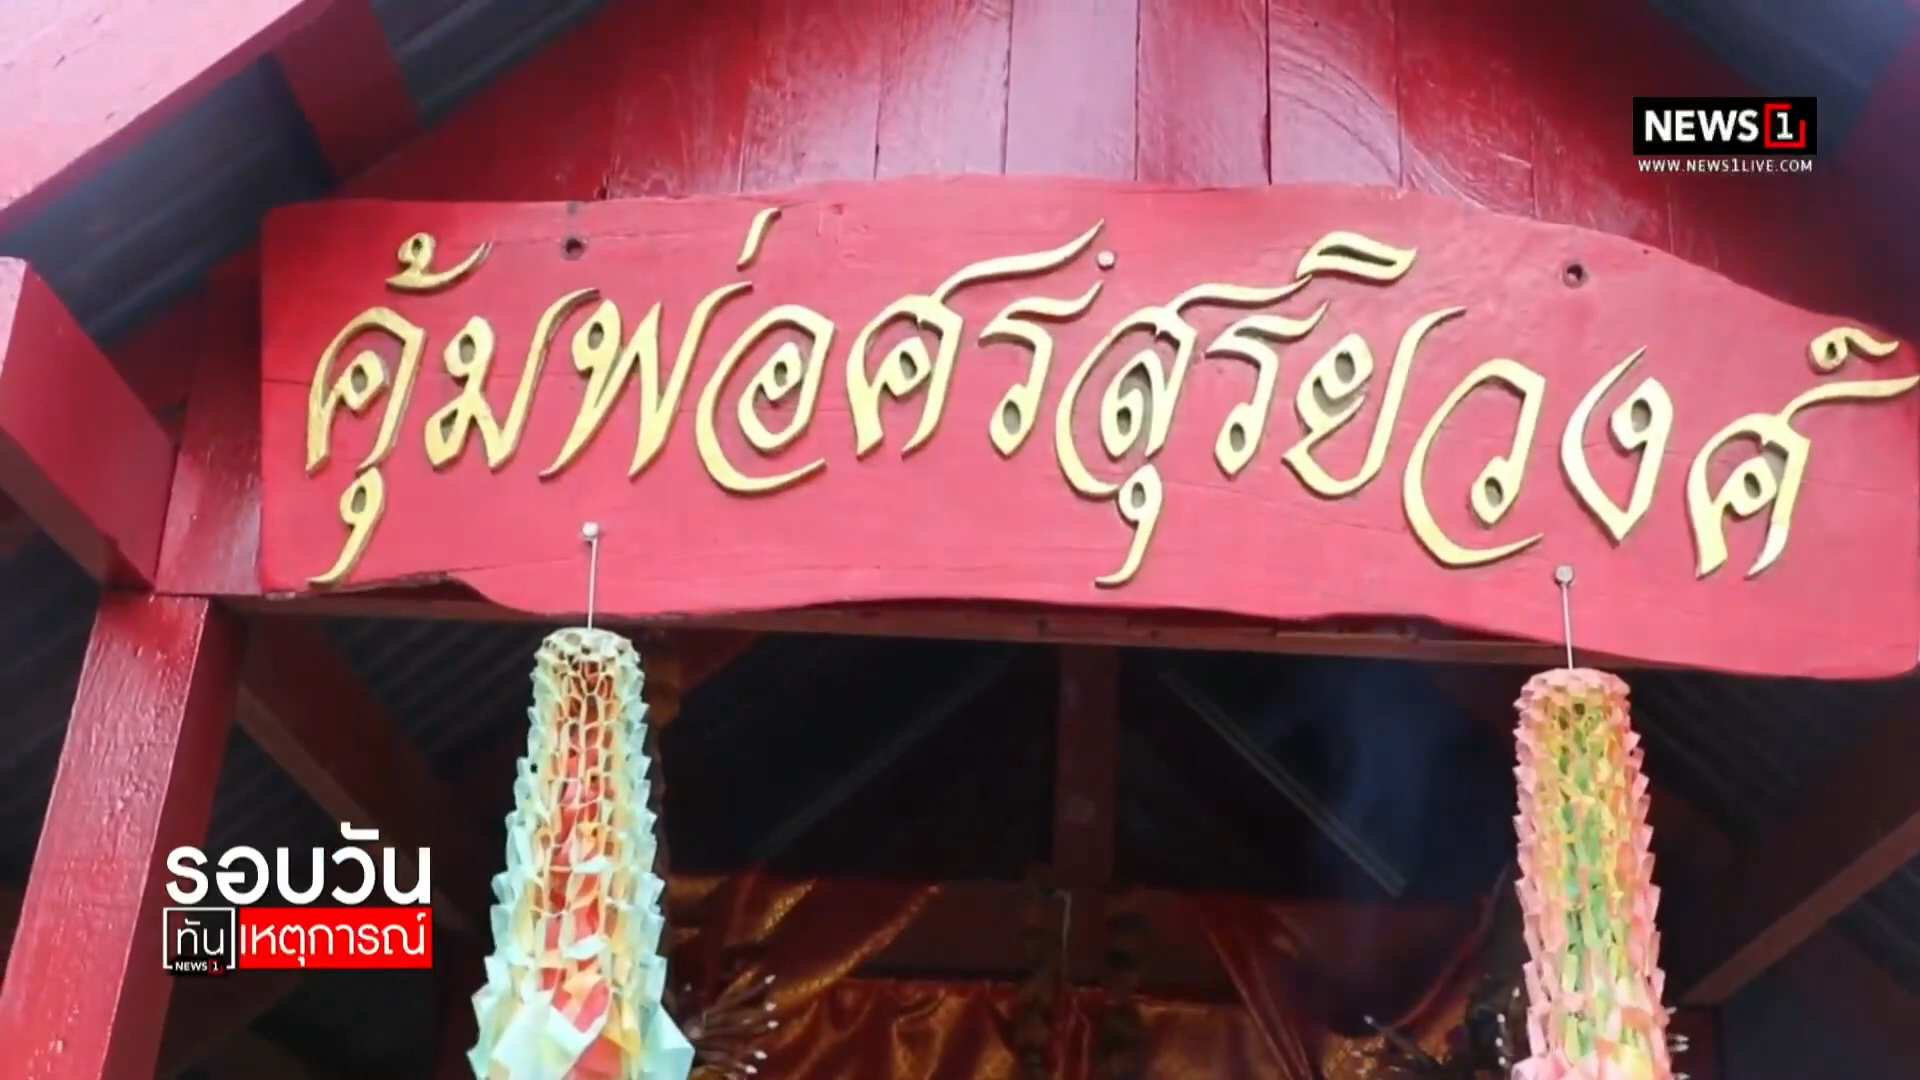 NEWS 1
WWW.NEWS1LIVE.COM
คุ้มพ่อศรสุริยวงศ์
รอบวัน
ทันเหตุการณ์
NEWS 1